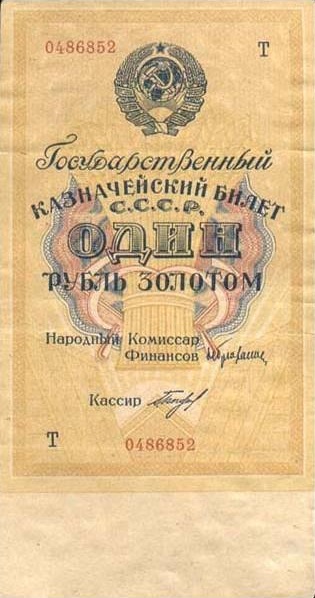 0486852 Т
Государственный
КАЗНАЧЕЙСКИЙ БИЛЕТ
С.С.С.Р.
ОДИН
РУБЛЬ ЗОЛОТОМ
Народный Комиссар
Финансов
Кассир
Т 0486852